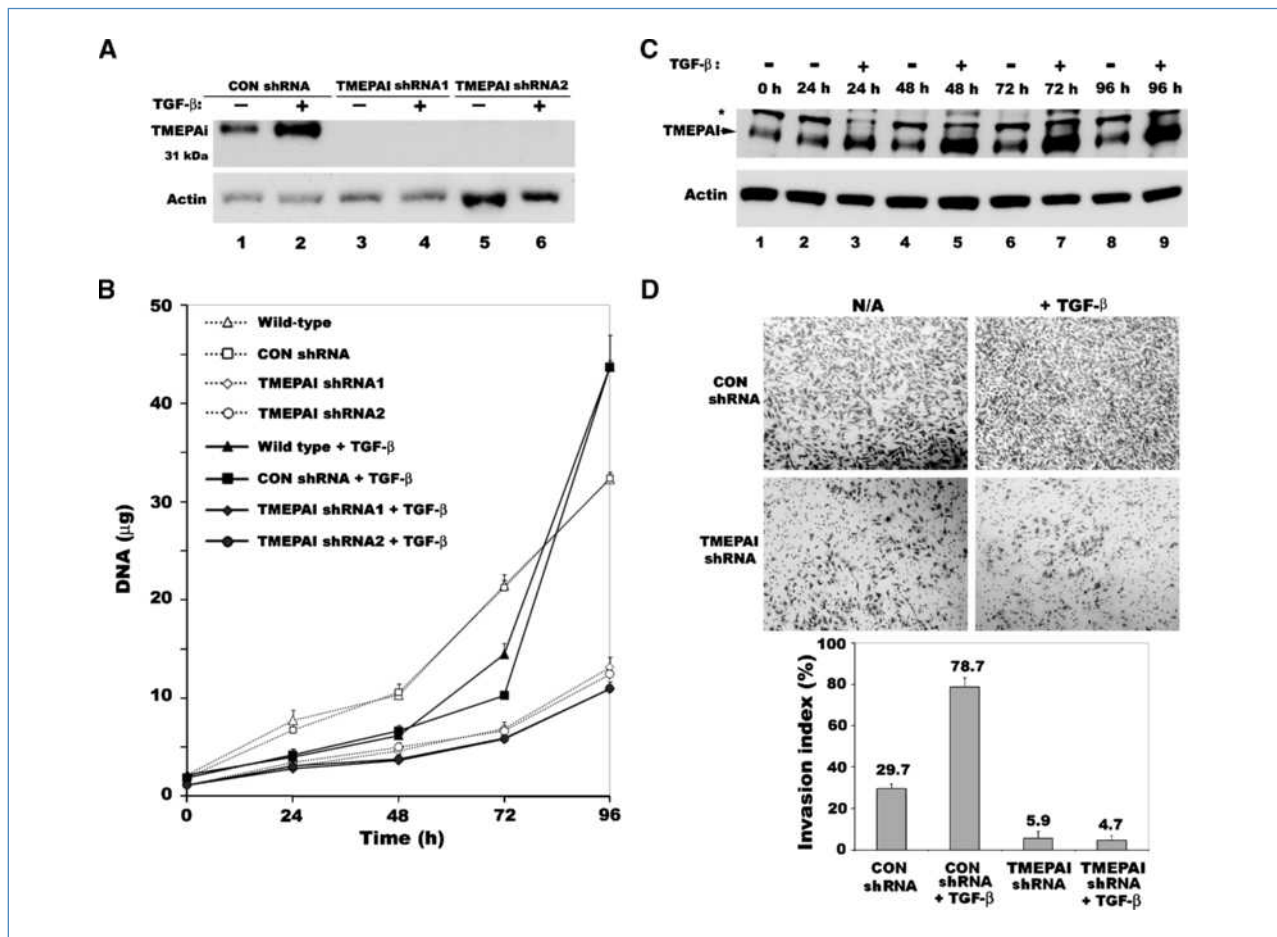 A
CON shRNA TMEPAI shRNA1 TMEPAI shRNA2
TGF-β: − + − + − +
TMEPAi
31 kDa
Actin
1 2 3 4 5 6
B
50
40
30
20
10
0
DNA (μg)
Wild-type
CON shRNA
TMEPAI shRNA1
TMEPAI shRNA2
Wild type + TGF-β
CON shRNA + TGF-β
TMEPAI shRNA1 + TGF-β
TMEPAI shRNA2 + TGF-β
0 24 48 72 96
Time (h)
C
TGF-β: - - + - + - + - +
0 h 24 h 24 h 48 h 48 h 72 h 72 h 96 h 96 h
*
TMEPAI
Actin
1 2 3 4 5 6 7 8 9
D
N/A + TGF-β
CON
shRNA
TMEPAI
shRNA
Invasion index (%)
100
80
60
40
20
0
29.7
78.7
5.9
4.7
CON
shRNA
CON
shRNA
+ TGF-β
TMEPAI
shRNA
TMEPAI
shRNA
+ TGF-β